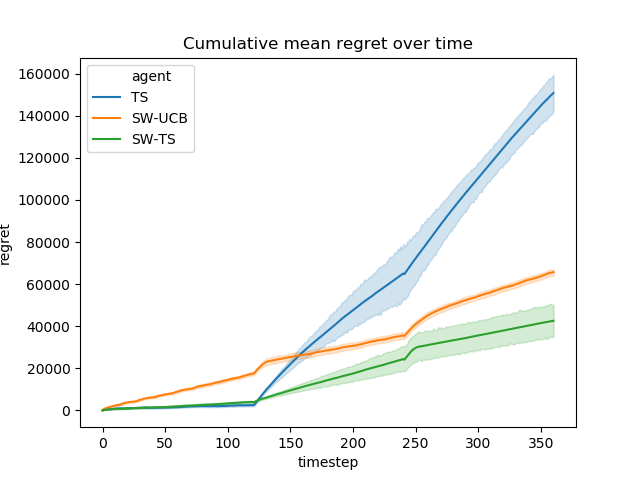 Cumulative mean regret over time
agent
TS
SW-UCB
SW-TS
160000
140000
120000
100000
80000
60000
40000
20000
0
regret
0 50 100 150 200 250 300 350
timestep